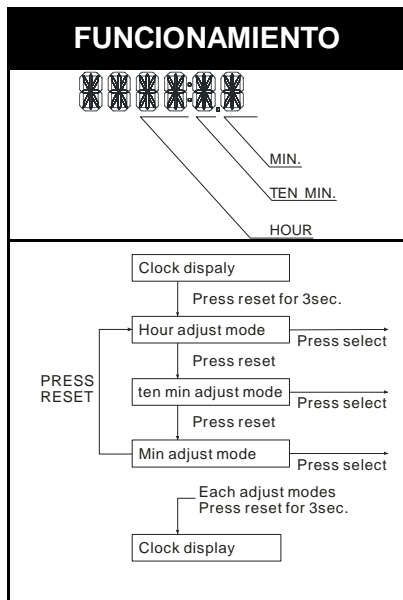 FUNCIONAMIENTO
MIN.
TEN MIN.
HOUR
Clock dispaly
Press reset for 3sec.
Hour adjust mode
Press select
Press reset
PRESS
RESET
ten min adjust mode
Press select
Press reset
Min adjust mode
Press select
Each adjust modes
Press reset for 3sec.
Clock display